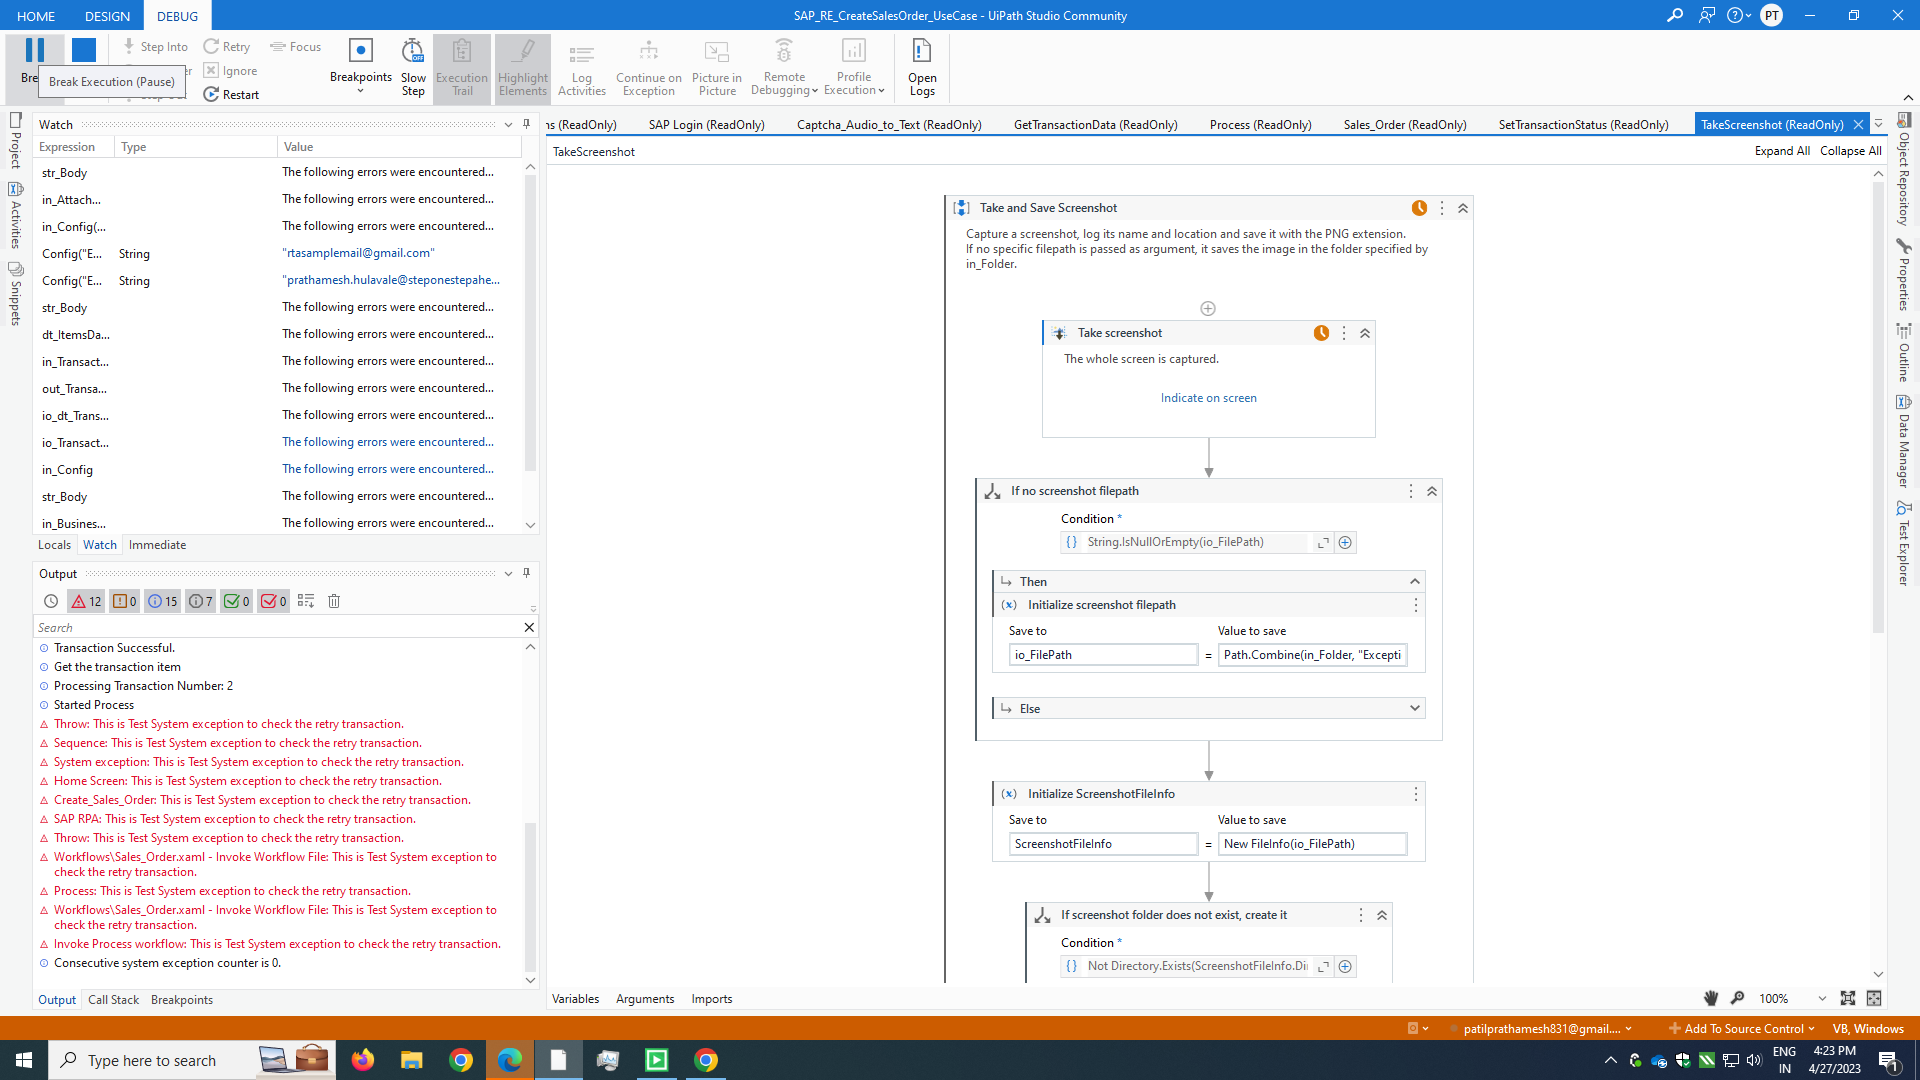 HOME DESIGN DEBUG
SAP_RE_CreateSalesOrder_UseCase - UiPath Studio Community
PT
Step Into Retry Focus
Ignore
Restart
Break Execution (Pause)
Breakpoints
Slow Step
Execution Trail
Highlight Elements
Log Activities
Continue on Exception
Picture in Picture
Remote Debugging
Profile Execution
Open Logs
Project
Activities
Snippets
Watch
Expression Type Value
str_Body The following errors were encountered...
in_Attach... The following errors were encountered...
in_Config(... The following errors were encountered...
Config("E... String "rtasamplemail@gmail.com"
Config("E... String "prathamesh.hulavale@steponestepahe...
str_Body The following errors were encountered...
dt_ItemsDa... The following errors were encountered...
in_Transact... The following errors were encountered...
out_Transa... The following errors were encountered...
io_dt_Trans... The following errors were encountered...
io_Transact... The following errors were encountered...
in_Config The following errors were encountered...
str_Body The following errors were encountered...
in_Busines... The following errors were encountered...
Locals Watch Immediate
Output
12 0 15 7 0 0
Search
Transaction Successful.
Get the transaction item
Processing Transaction Number: 2
Started Process
Throw: This is Test System exception to check the retry transaction.
Sequence: This is Test System exception to check the retry transaction.
System exception: This is Test System exception to check the retry transaction.
Home Screen: This is Test System exception to check the retry transaction.
Create_Sales_Order: This is Test System exception to check the retry transaction.
SAP RPA: This is Test System exception to check the retry transaction.
Throw: This is Test System exception to check the retry transaction.
Workflows\Sales_Order.xaml - Invoke Workflow File: This is Test System exception to
check the retry transaction.
Process: This is Test System exception to check the retry transaction.
Workflows\Sales_Order.xaml - Invoke Workflow File: This is Test System exception to
check the retry transaction.
Invoke Process workflow: This is Test System exception to check the retry transaction.
Consecutive system exception counter is 0.
Output Call Stack Breakpoints
ns (ReadOnly) SAP Login (ReadOnly) Captcha_Audio_to_Text (ReadOnly) GetTransactionData (ReadOnly) Process (ReadOnly) Sales_Order (ReadOnly) SetTransactionStatus (ReadOnly) TakeScreenshot (ReadOnly)
TakeScreenshot Expand All Collapse All
Take and Save Screenshot
Capture a screenshot, log its name and location and save it with the PNG extension.
If no specific filepath is passed as argument, it saves the image in the folder specified by
in_Folder.
Take screenshot
The whole screen is captured.
Indicate on screen
If no screenshot filepath
Condition *
String.IsNullOrEmpty(io_FilePath)
Then
Initialize screenshot filepath
Save to Value to save
io_FilePath = Path.Combine(in_Folder, "Excepti
Else
Initialize ScreenshotFileInfo
Save to Value to save
ScreenshotFileInfo = New FileInfo(io_FilePath)
If screenshot folder does not exist, create it
Condition *
Not Directory.Exists(ScreenshotFileInfo.Di
Variables Arguments Imports
100%
Object Repository
Properties
Outline
Data Manager
Test Explorer
patilprathamesh831@gmail.... Add To Source Control VB, Windows
Type here to search
ENG
IN
4:23 PM
4/27/2023
1